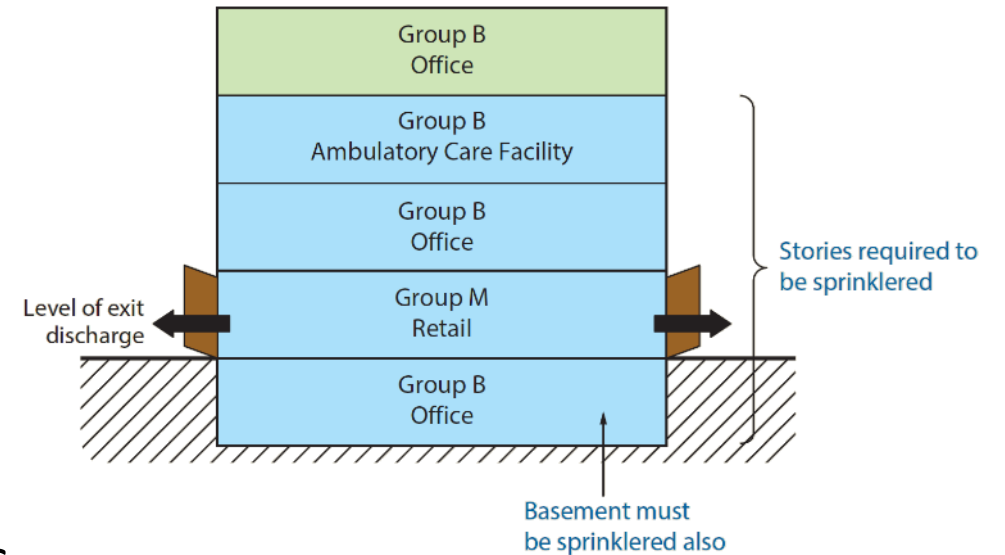 Group B
Office
Group B
Ambulatory Care Facility
Group B
Office
Stories required to
be sprinklered
Group M
Retail
Level of exit
discharge
Group B
Office
Basement must
be sprinklered also